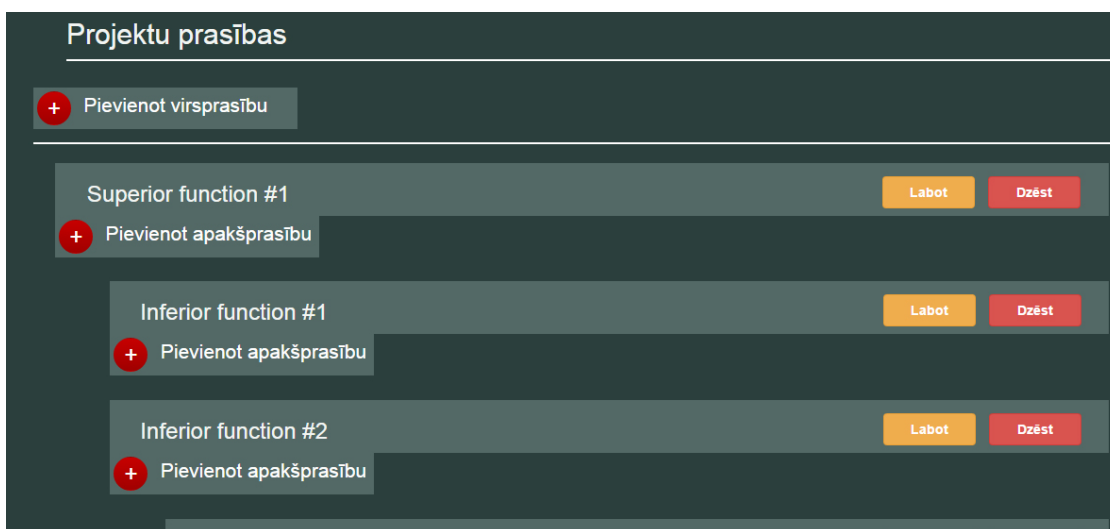 Projektu prasības
+ Pievienot virsprasību
Superior function #1 Labot Dzēst
+ Pievienot apakšprasību
Inferior function #1 Labot Dzēst
+ Pievienot apakšprasību
Inferior function #2 Labot Dzēst
+ Pievienot apakšprasību